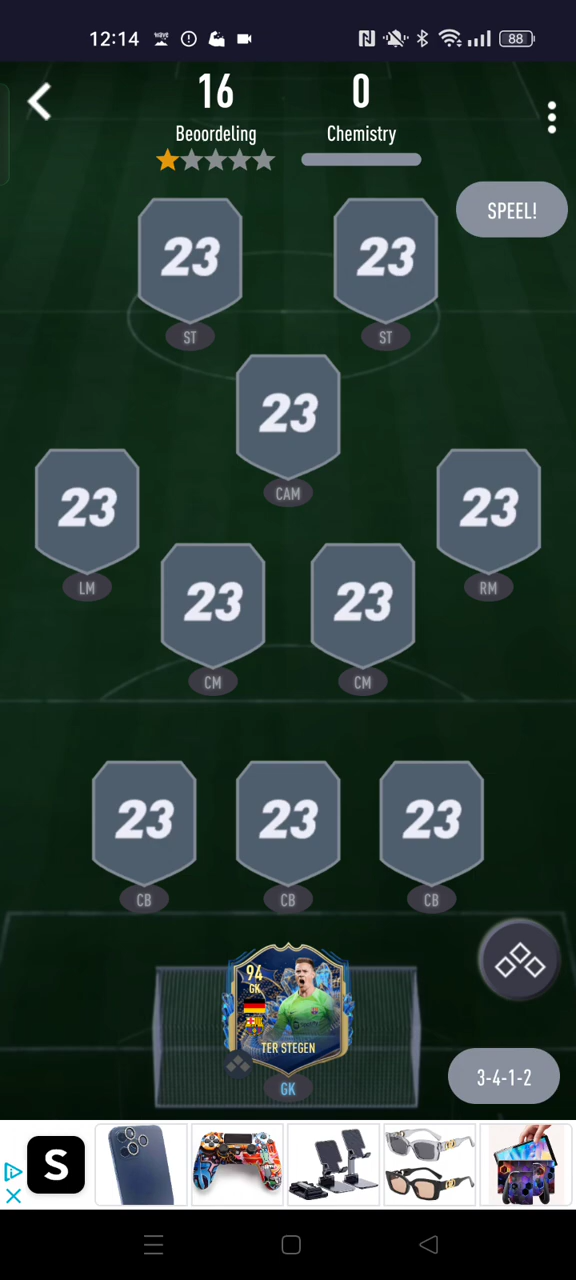 12:14
88
16
0
Beoordeling
Chemistry
SPEEL!
23
23
ST
ST
23
CAM
23
23
LM
RM
23
23
CM
CM
23
23
23
CB
CB
CB
94
GK
TER STEGEN
GK
3-4-1-2
S